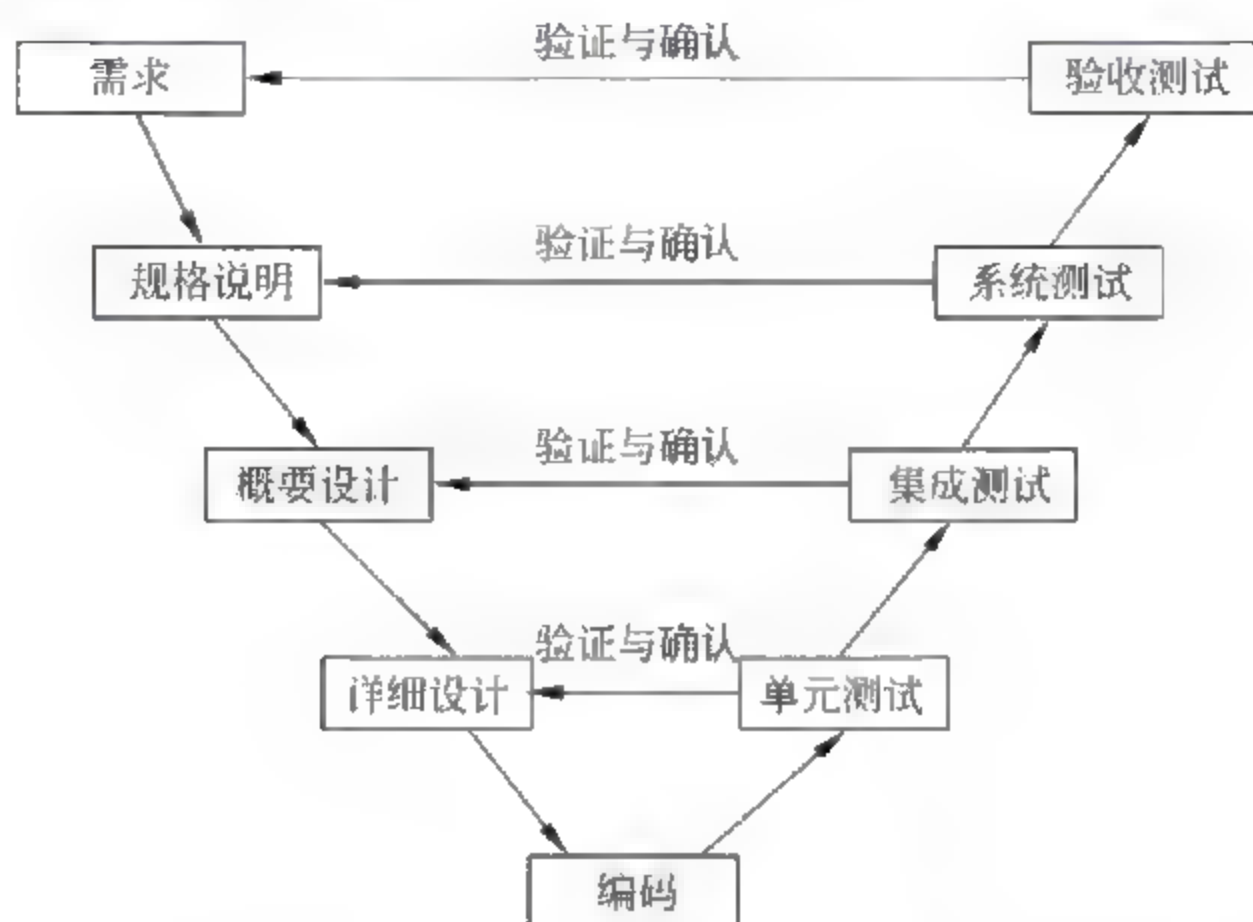 验证与确认
需求
验收测试
验证与确认
规格说明
系统测试
验证与确认
概要设计
集成测试
验证与确认
详细设计
单元测试
编码